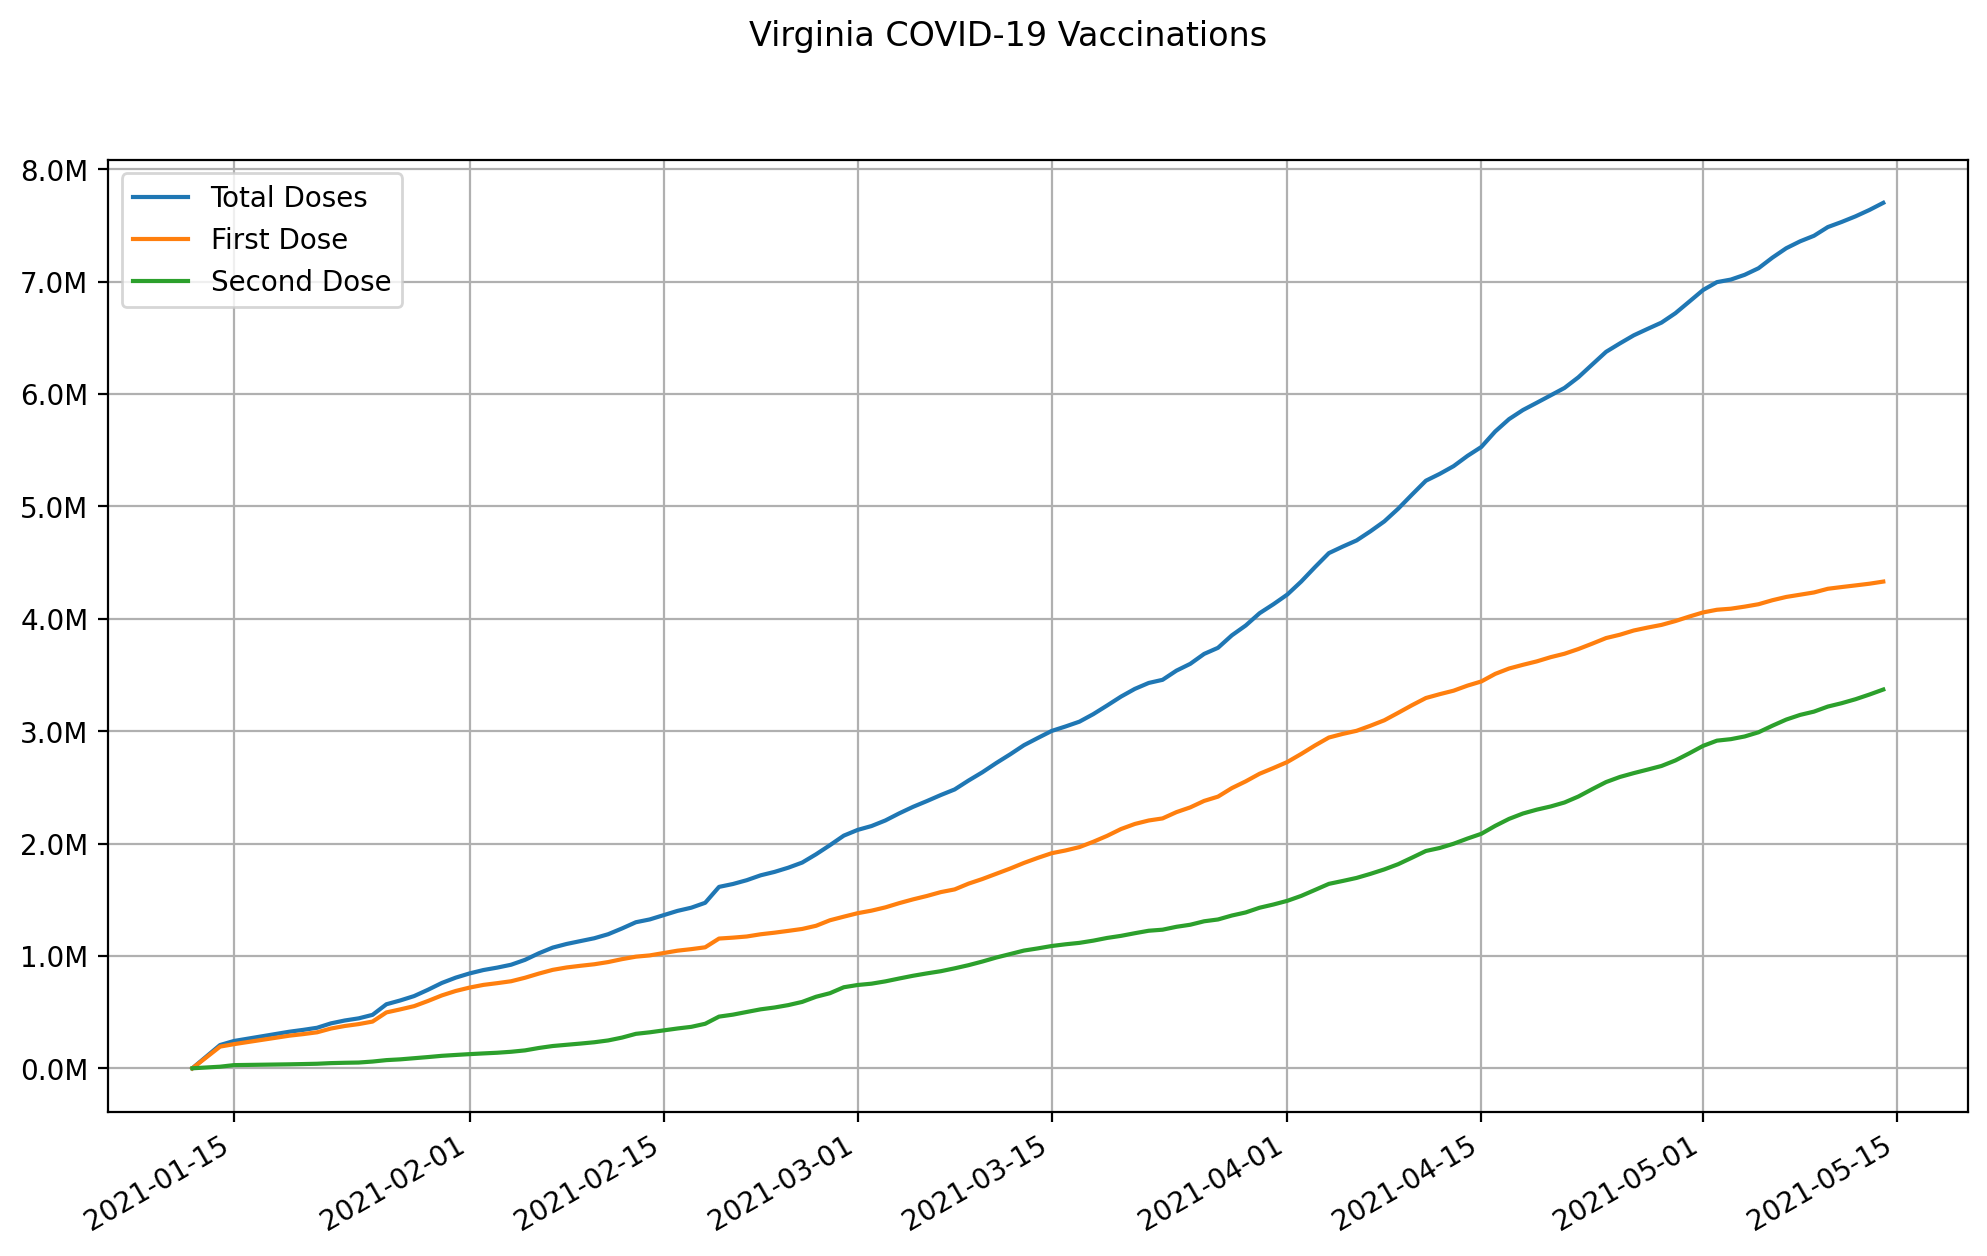 Virginia COVID-19 Vaccinations
8.0M
7.0M
6.0M
5.0M
4.0M
3.0M
2.0M
1.0M
0.0M
Total Doses
First Dose
Second Dose
2021-01-15
2021-02-01
2021-02-15
2021-03-01
2021-03-15
2021-04-01
2021-04-15
2021-05-01
2021-05-15